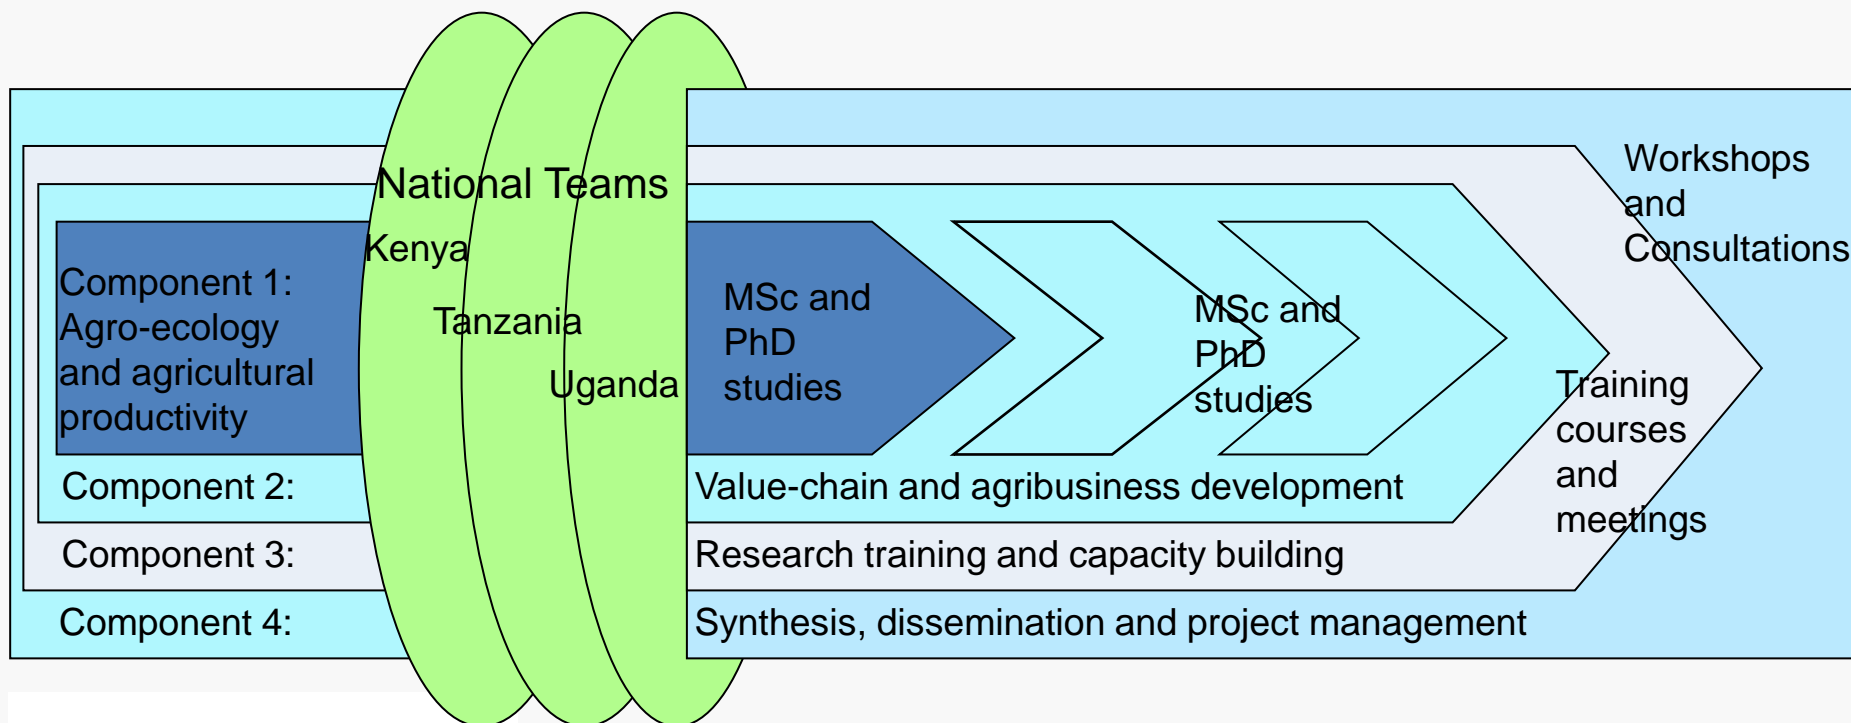 National Teams
Kenya
Tanzania
Uganda
Component 1:
Agro-ecology
and agricultural
productivity
MSc and
PhD
studies
MSc and
PhD
studies
Workshops
and
Consultations
Training
courses
and
meetings
Component 2:
Value-chain and agribusiness development
Component 3:
Research training and capacity building
Component 4:
Synthesis, dissemination and project management